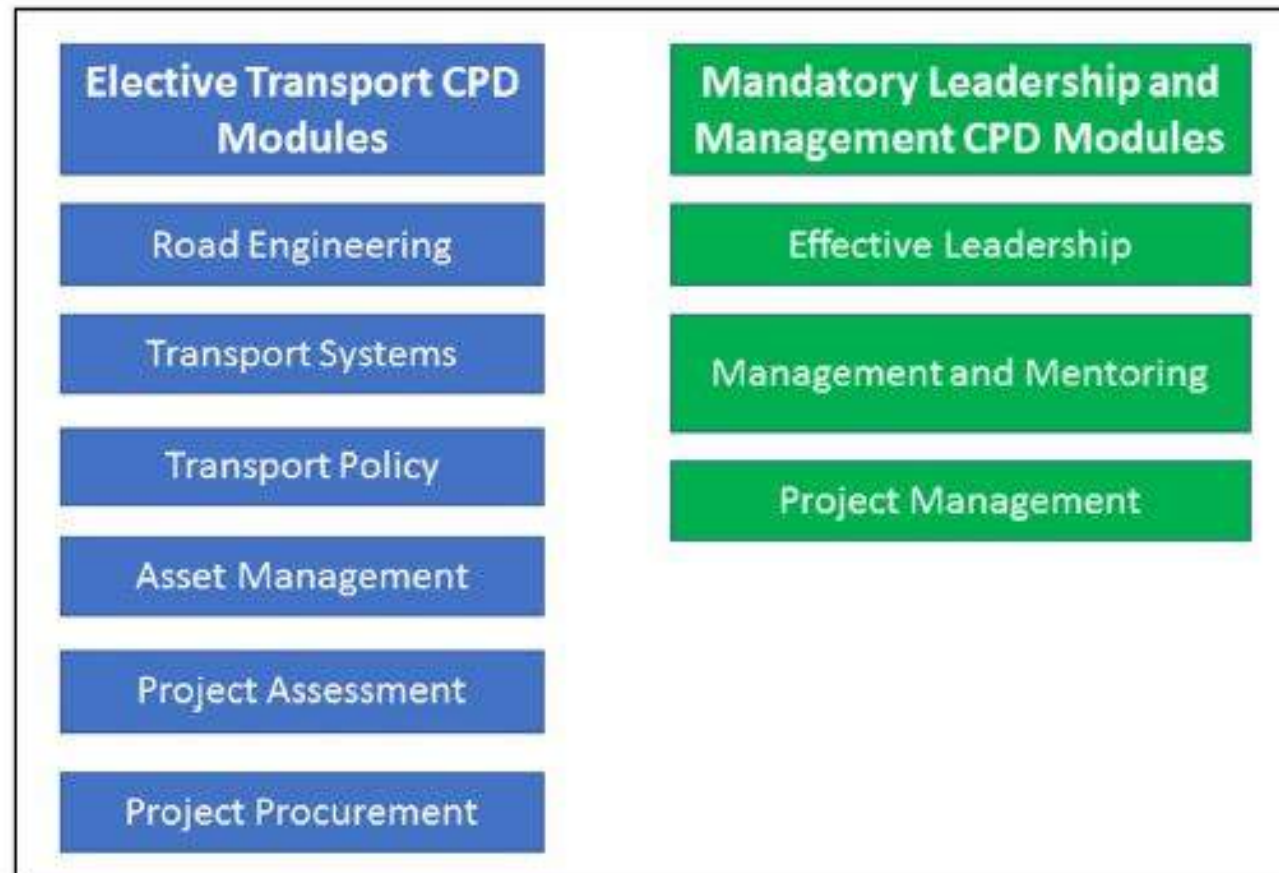 Elective Transport CPD
Modules
Road Engineering
Transport Systems
Transport Policy
Asset Management
Project Assessment
Project Procurement
Mandatory Leadership and
Management CPD Modules
Effective Leadership
Management and Mentoring
Project Management